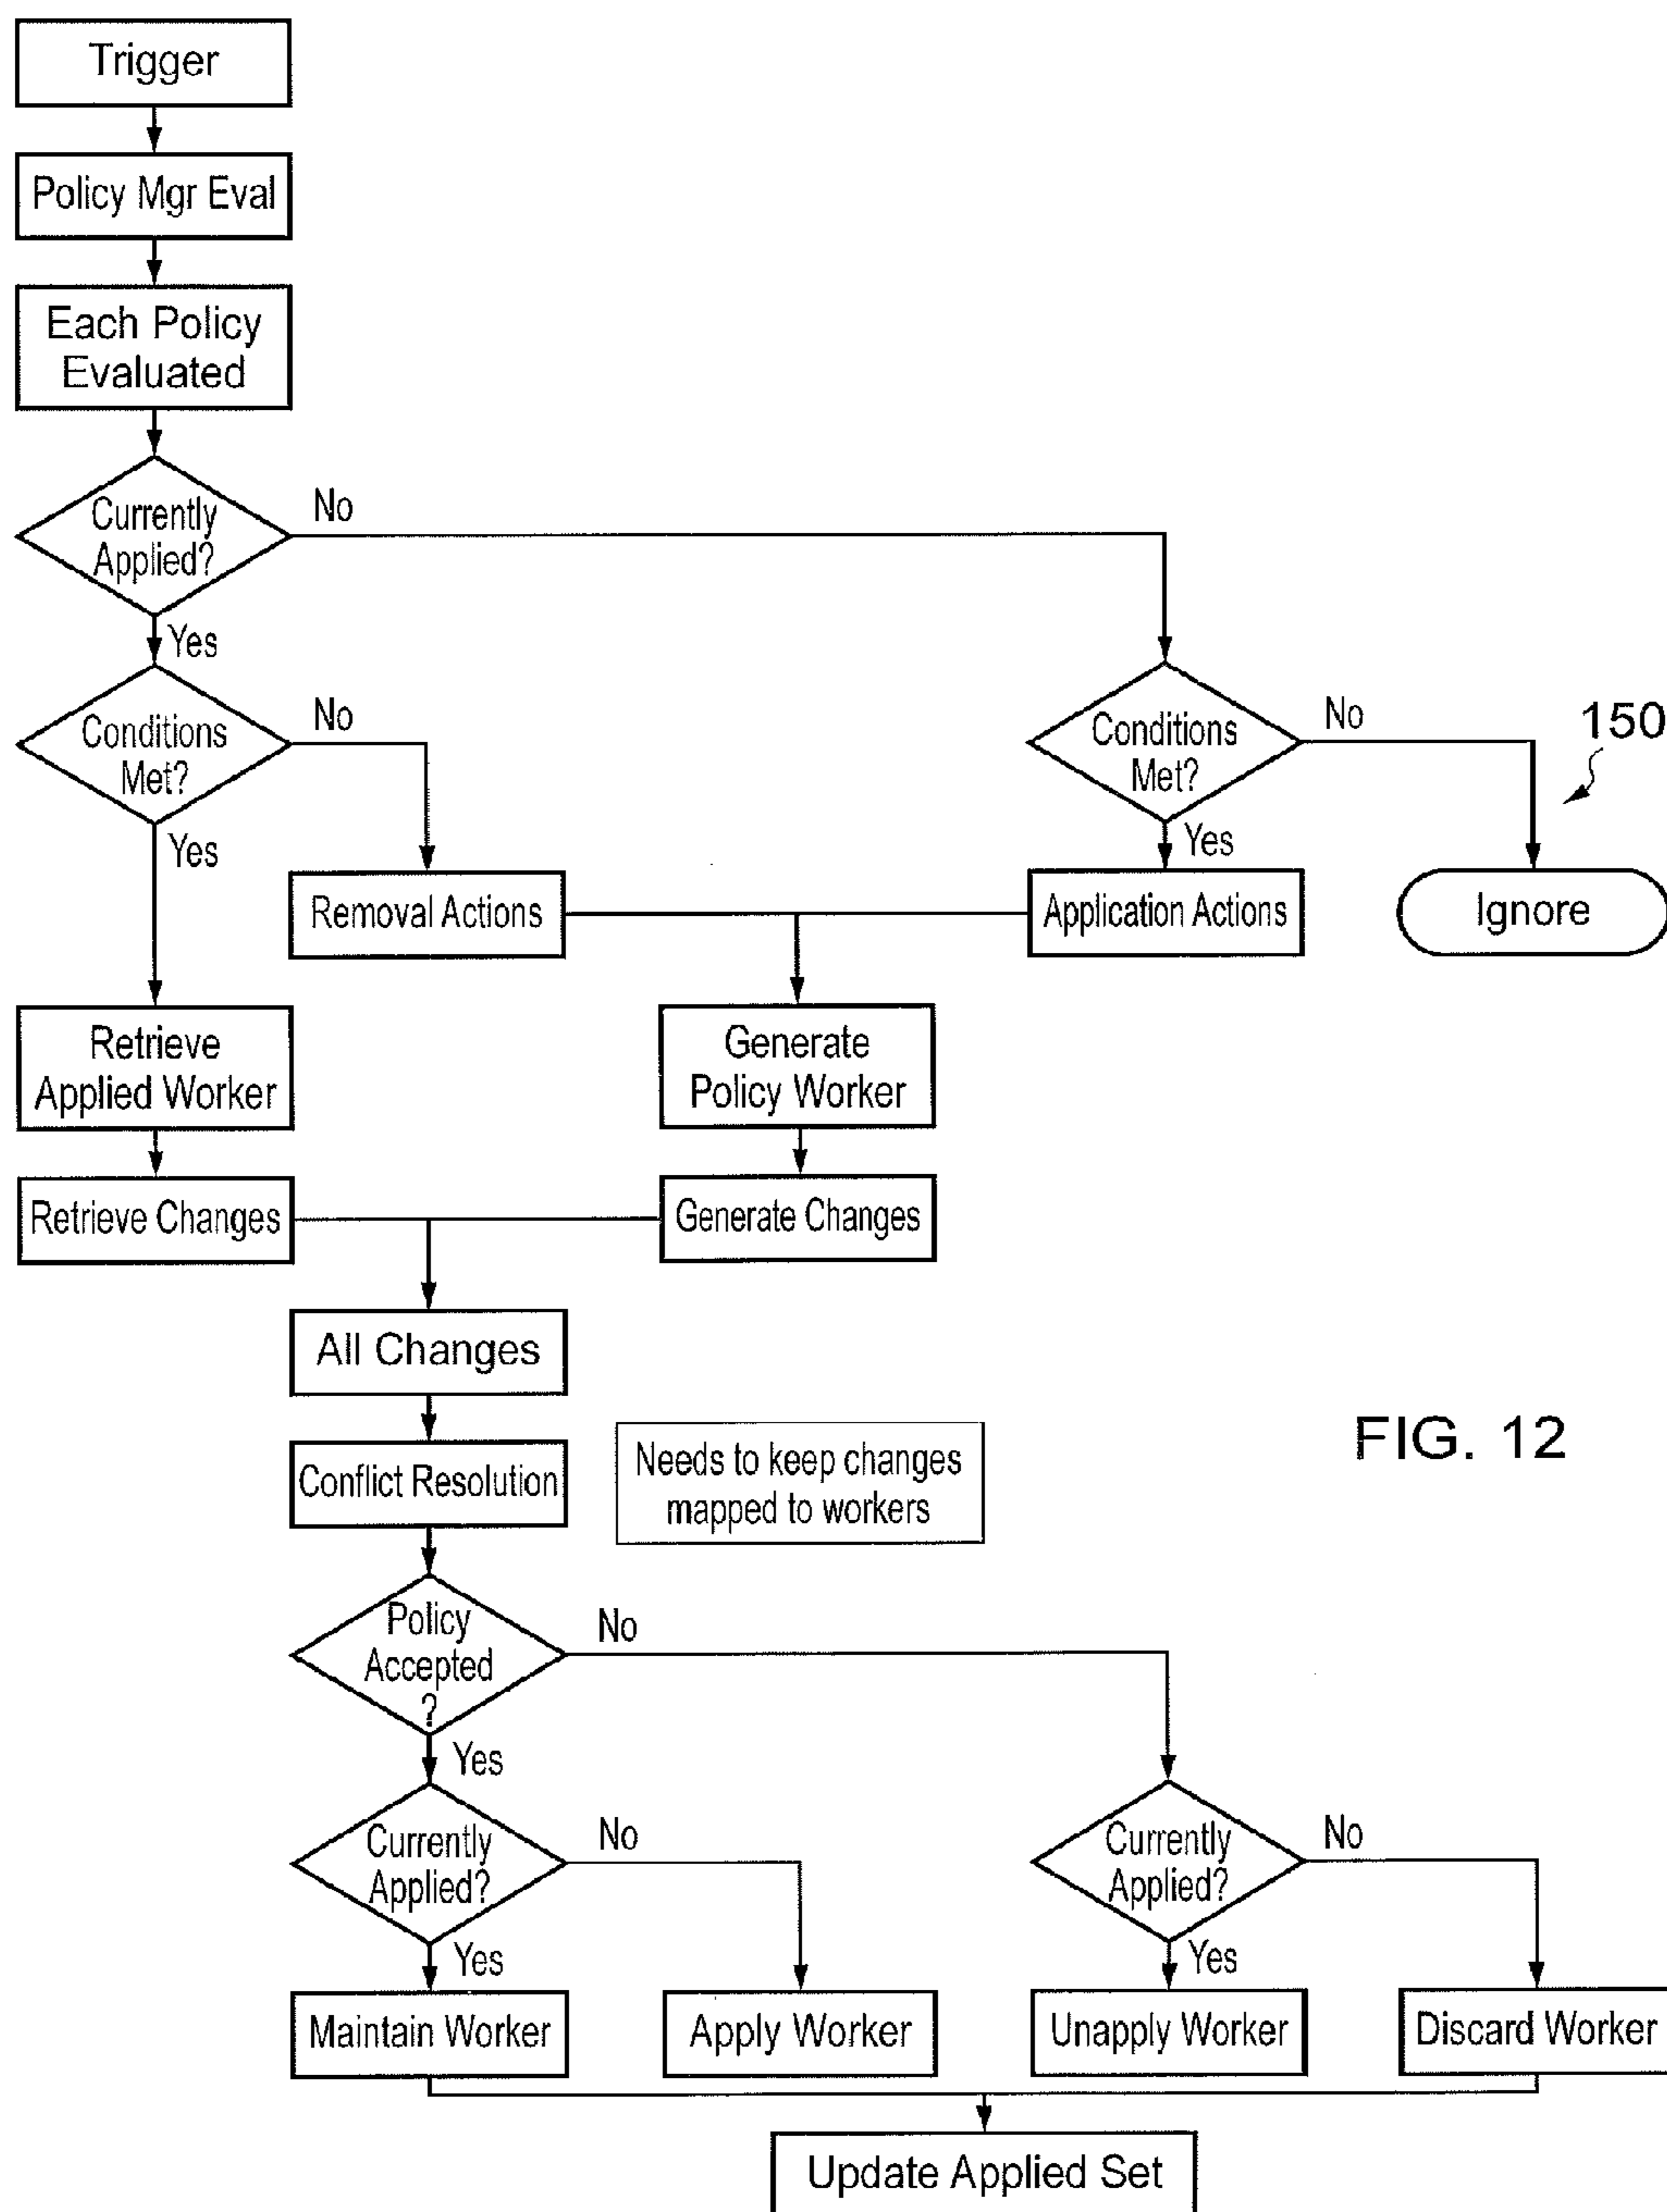 Trigger
Policy Mgr Eval
Each Policy
Evaluated
Currently
Applied?
No
Yes
Conditions
Met?
No
Yes
Conditions
Met?
No
Yes
150
Removal Actions
Application Actions
Ignore
Retrieve
Applied Worker
Generate
Policy Worker
Retrieve Changes
Generate Changes
All Changes
Conflict Resolution
Needs to keep changes
mapped to workers
FIG. 12
Policy
Accepted
?
No
Yes
Currently
Applied?
No
Yes
Currently
Applied?
No
Yes
Maintain Worker
Apply Worker
Unapply Worker
Discard Worker
Update Applied Set